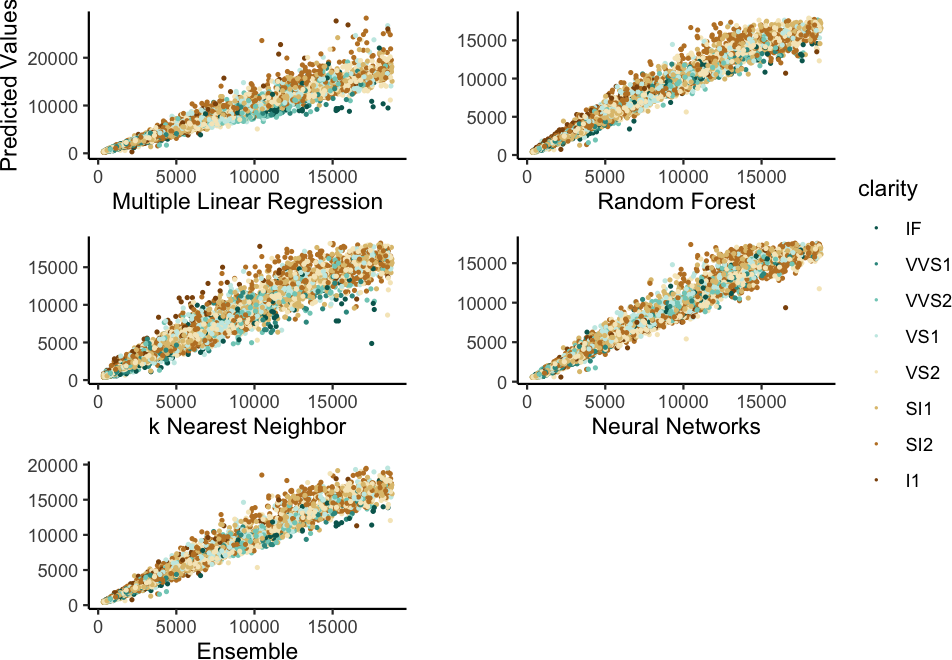 Predicted Values
20000
10000
0
0 5000 10000 15000
Multiple Linear Regression
15000
10000
5000
0
0 5000 10000 15000
Random Forest
15000
10000
5000
0
0 5000 10000 15000
k Nearest Neighbor
15000
10000
5000
0
0 5000 10000 15000
Neural Networks
20000
15000
10000
5000
0
0 5000 10000 15000
Ensemble
clarity
IF
VVS1
VVS2
VS1
VS2
SI1
SI2
I1